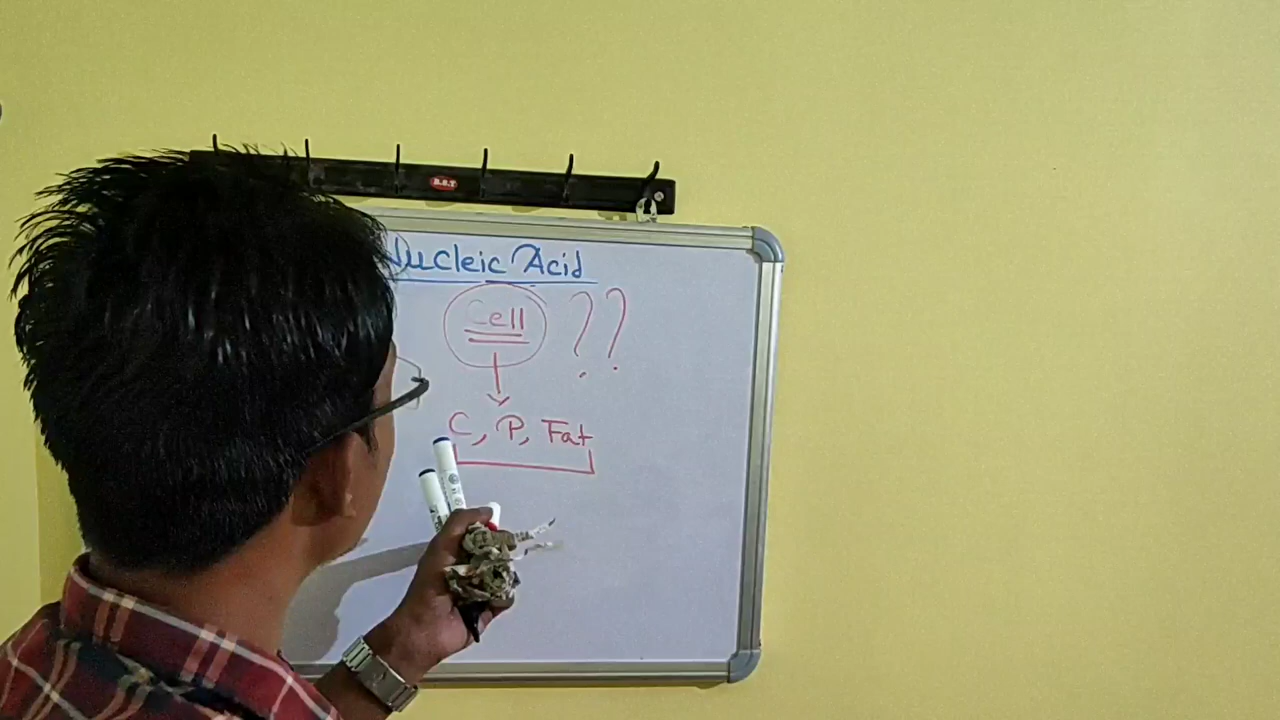 B.S.T
Nucleic Acid
Cell ??
C, P, Fat